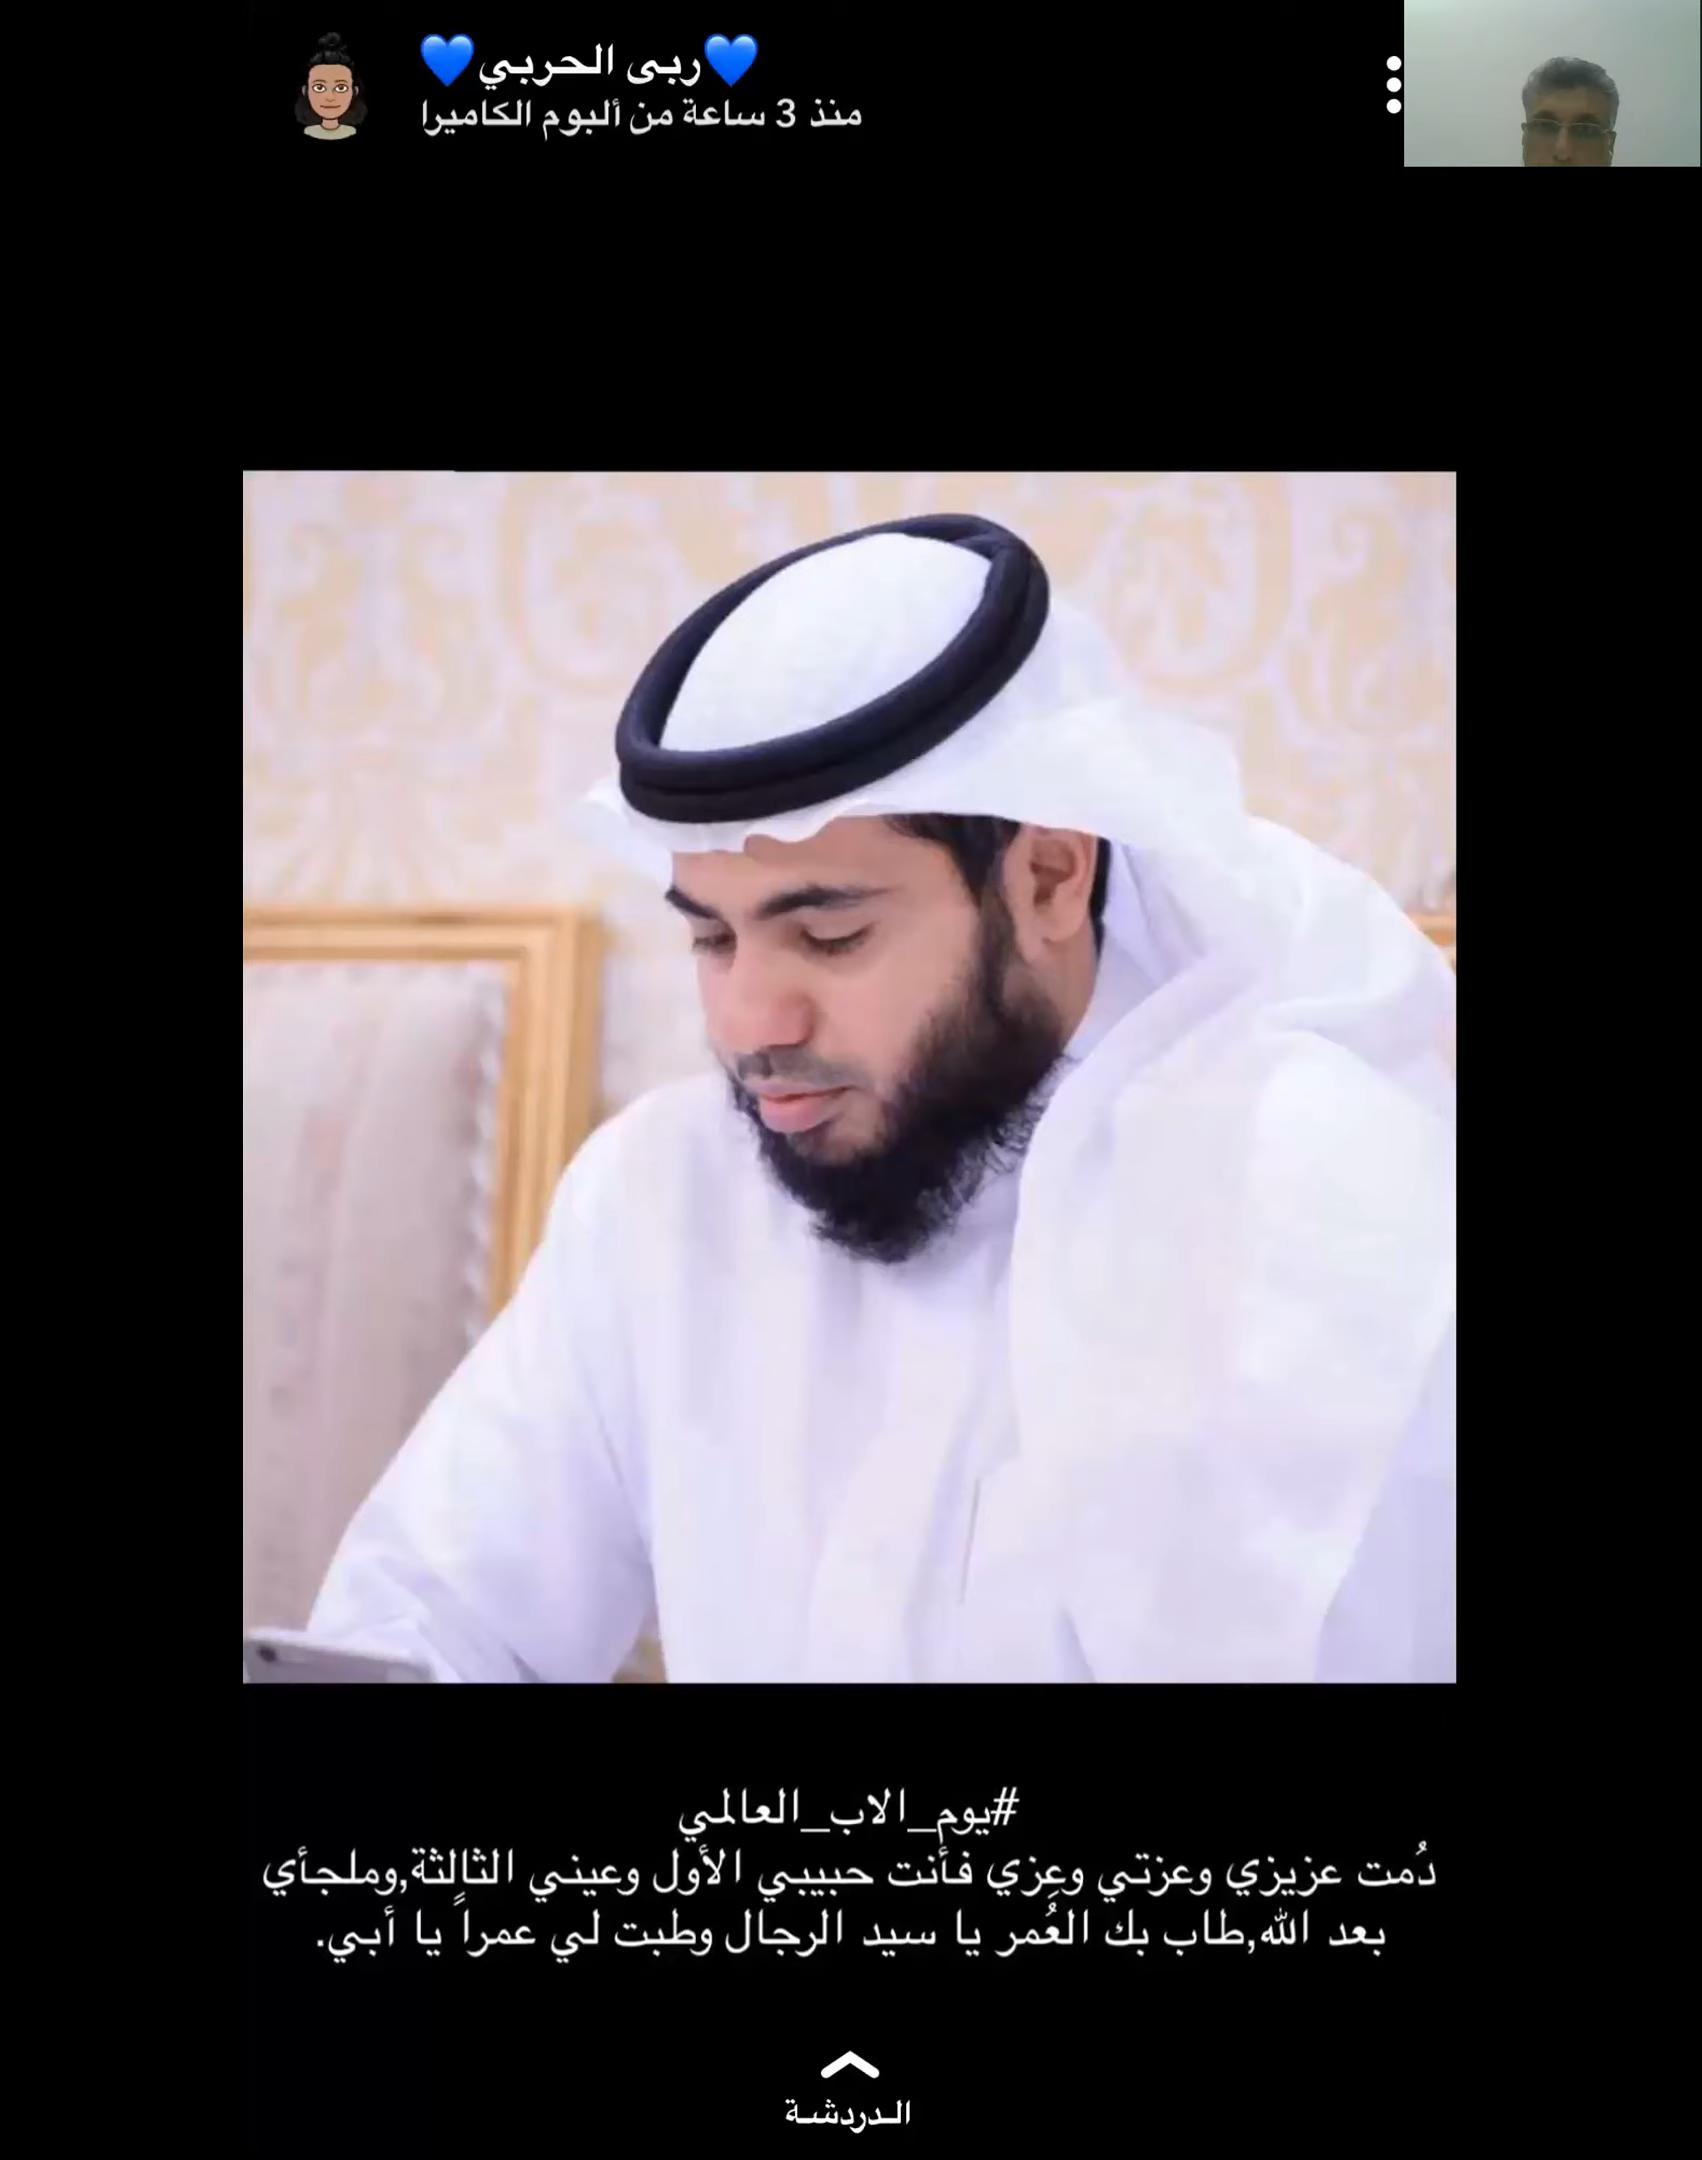 💙ربى الحربي💙
منذ 3 ساعة من ألبوم الكاميرا
#يوم_الاب_العالمي
دُمت عزيزي وعزتي وعِزي فأنت حبيبي الأول وعيني الثالثة,وملجأي
بعد الله,طاب بك العُمر يا سيد الرجال وطبت لي عمراً يا أبي.
الدردشة